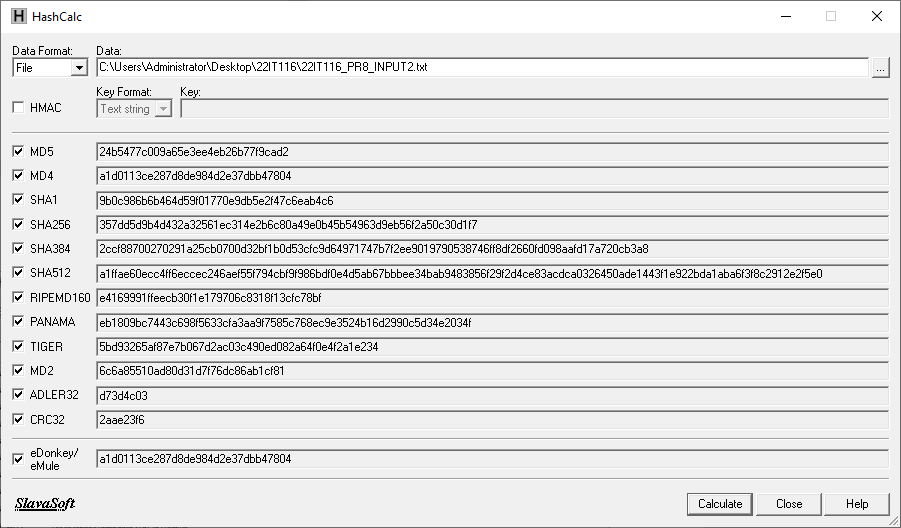 HashCalc
Data Format: Data:
File C:\Users\Administrator\Desktop\22IT116\22IT116_PR8_INPUT2.txt ...
Key Format: Key:
HMAC Text string
MD5 24b5477c009a65e3ee4eb26b77f9cad2
MD4 a1d0113ce287d8de984d2e37dbb47804
SHA1 9b0c986b6b464d59f01770e9db5e2f47c6eab4c6
SHA256 357dd5d9b4d432a32561ec314e2b6c80a49e0b45b54963d9eb56f2a50c30d1f7
SHA384 2ccf88700270291a25cb0700d32bf1b0d53cfc9d64971747b7f2ee9019790538746ff8df2660fd098aafd17a720cb3a8
SHA512 a1ffae60ecc4ff6eccec246aef55f794cbf9f986bdf0e4d5ab67bbbee34bab9483856f29f2d4ce83acdca0326450ade1443f1e922bda1aba6f3f8c2912e2f5e0
RIPEMD160 e4169991ffeecb30f1e179706c8318f13cfc78bf
PANAMA eb1809bc7443c698f5633cfa3aa9f7585c768ec9e3524b16d2990c5d34e2034f
TIGER 5bd93265af87e7b067d2ac03c490ed082a64f0e4f2a1e234
MD2 6c6a85510ad80d31d7f76dc86ab1cf81
ADLER32 d73d4c03
CRC32 2aae23f6
eDonkey/
eMule a1d0113ce287d8de984d2e37dbb47804
SlavaSoft Calculate Close Help